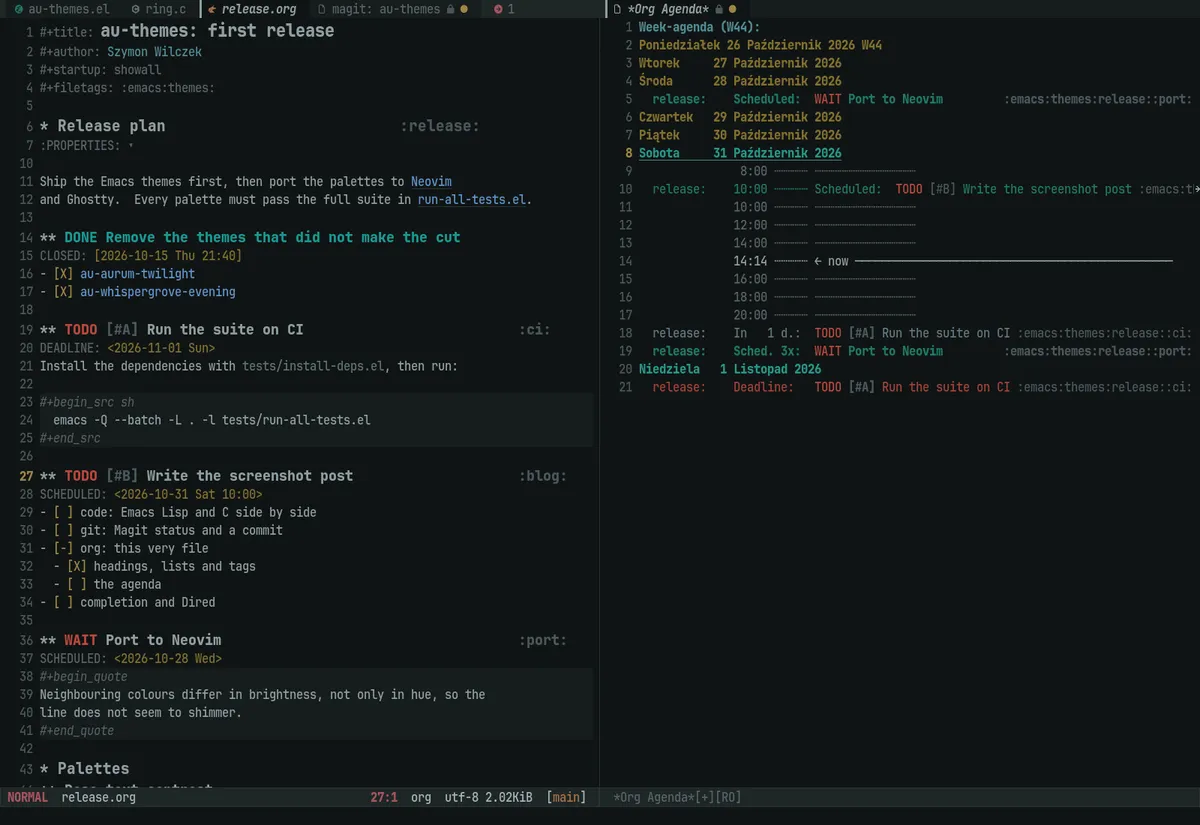 au-themes.el ring.c release.org magit: au-themes 1
1 #+title: au-themes: first release
2 #+author: Szymon Wilczek
3 #+startup: showall
4 #+filetags: :emacs:themes:
5
6 * Release plan :release:
7 :PROPERTIES: ▾
10
11 Ship the Emacs themes first, then port the palettes to Neovim
12 and Ghostty.  Every palette must pass the full suite in run-all-tests.el.
13
14 ** DONE Remove the themes that did not make the cut
15 CLOSED: [2026-10-15 Thu 21:40]
16 - [X] au-aurum-twilight
17 - [X] au-whispergrove-evening
18
19 ** TODO [#A] Run the suite on CI :ci:
20 DEADLINE: <2026-11-01 Sun>
21 Install the dependencies with tests/install-deps.el, then run:
22
23 #+begin_src sh
24   emacs -Q --batch -L . -l tests/run-all-tests.el
25 #+end_src
26
27 ** TODO [#B] Write the screenshot post :blog:
28 SCHEDULED: <2026-10-31 Sat 10:00>
29 - [ ] code: Emacs Lisp and C side by side
30 - [ ] git: Magit status and a commit
31 - [-] org: this very file
32   - [X] headings, lists and tags
33   - [ ] the agenda
34 - [ ] completion and Dired
35
36 ** WAIT Port to Neovim :port:
37 SCHEDULED: <2026-10-28 Wed>
38 #+begin_quote
39 Neighbouring colours differ in brightness, not only in hue, so the
40 line does not seem to shimmer.
41 #+end_quote
42
43 * Palettes
NORMAL release.org 27:1 org utf-8 2.02KiB [main]
*Org Agenda*
1 Week-agenda (W44):
2 Poniedziałek 26 Październik 2026 W44
3 Wtorek 27 Październik 2026
4 Środa 28 Październik 2026
5 release: Scheduled: WAIT Port to Neovim :emacs:themes:release::port:
6 Czwartek 29 Październik 2026
7 Piątek 30 Październik 2026
8 Sobota 31 Październik 2026
9 8:00 ┄┄┄┄┄ ┄┄┄┄┄┄┄┄┄┄┄┄┄┄┄
10 release: 10:00 ┄┄┄┄┄ Scheduled: TODO [#B] Write the screenshot post :emacs:t
11 10:00 ┄┄┄┄┄ ┄┄┄┄┄┄┄┄┄┄┄┄┄┄┄
12 12:00 ┄┄┄┄┄ ┄┄┄┄┄┄┄┄┄┄┄┄┄┄┄
13 14:00 ┄┄┄┄┄ ┄┄┄┄┄┄┄┄┄┄┄┄┄┄┄
14 14:14 ┄┄┄┄┄ ← now ───────────────
15 16:00 ┄┄┄┄┄ ┄┄┄┄┄┄┄┄┄┄┄┄┄┄┄
16 18:00 ┄┄┄┄┄ ┄┄┄┄┄┄┄┄┄┄┄┄┄┄┄
17 20:00 ┄┄┄┄┄ ┄┄┄┄┄┄┄┄┄┄┄┄┄┄┄
18 release: In 1 d.: TODO [#A] Run the suite on CI :emacs:themes:release::ci:
19 release: Sched. 3x: WAIT Port to Neovim :emacs:themes:release::port:
20 Niedziela 1 Listopad 2026
21 release: Deadline: TODO [#A] Run the suite on CI :emacs:themes:release::ci:
*Org Agenda*[+][RO]